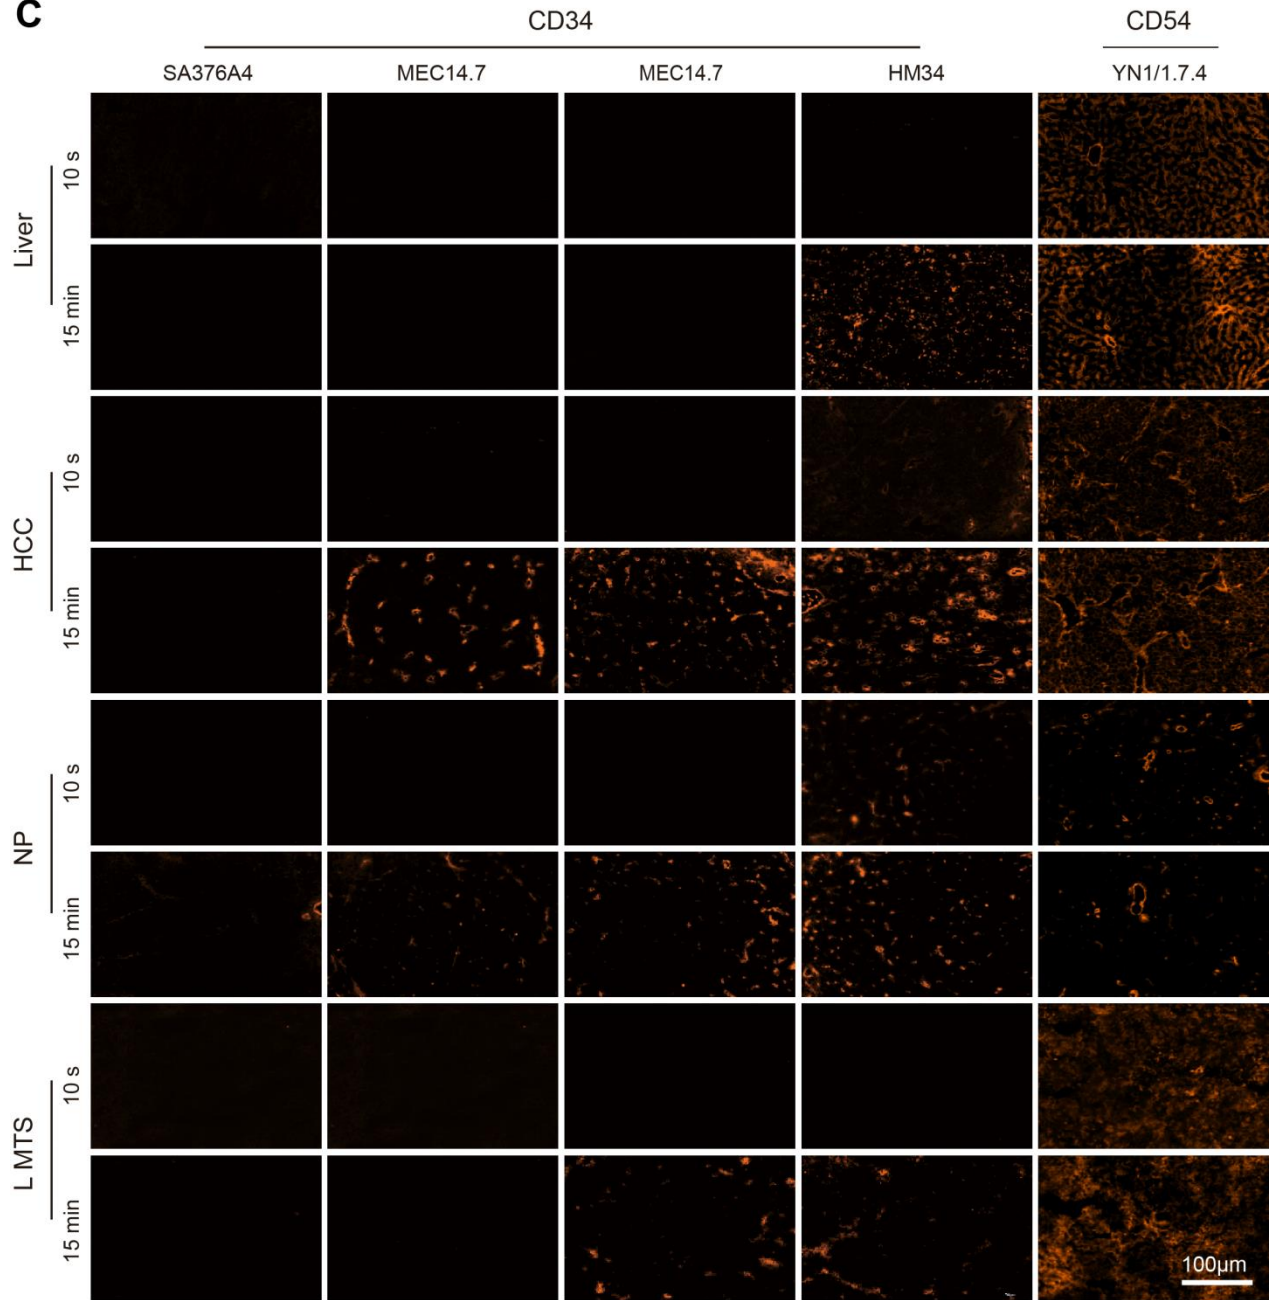 C
CD34
CD54
SA376A4
MEC14.7
MEC14.7
HM34
YN1/1.7.4
Liver
10 s
15 min
HCC
10 s
15 min
NP
10 s
15 min
L MTS
10 s
15 min
100µm